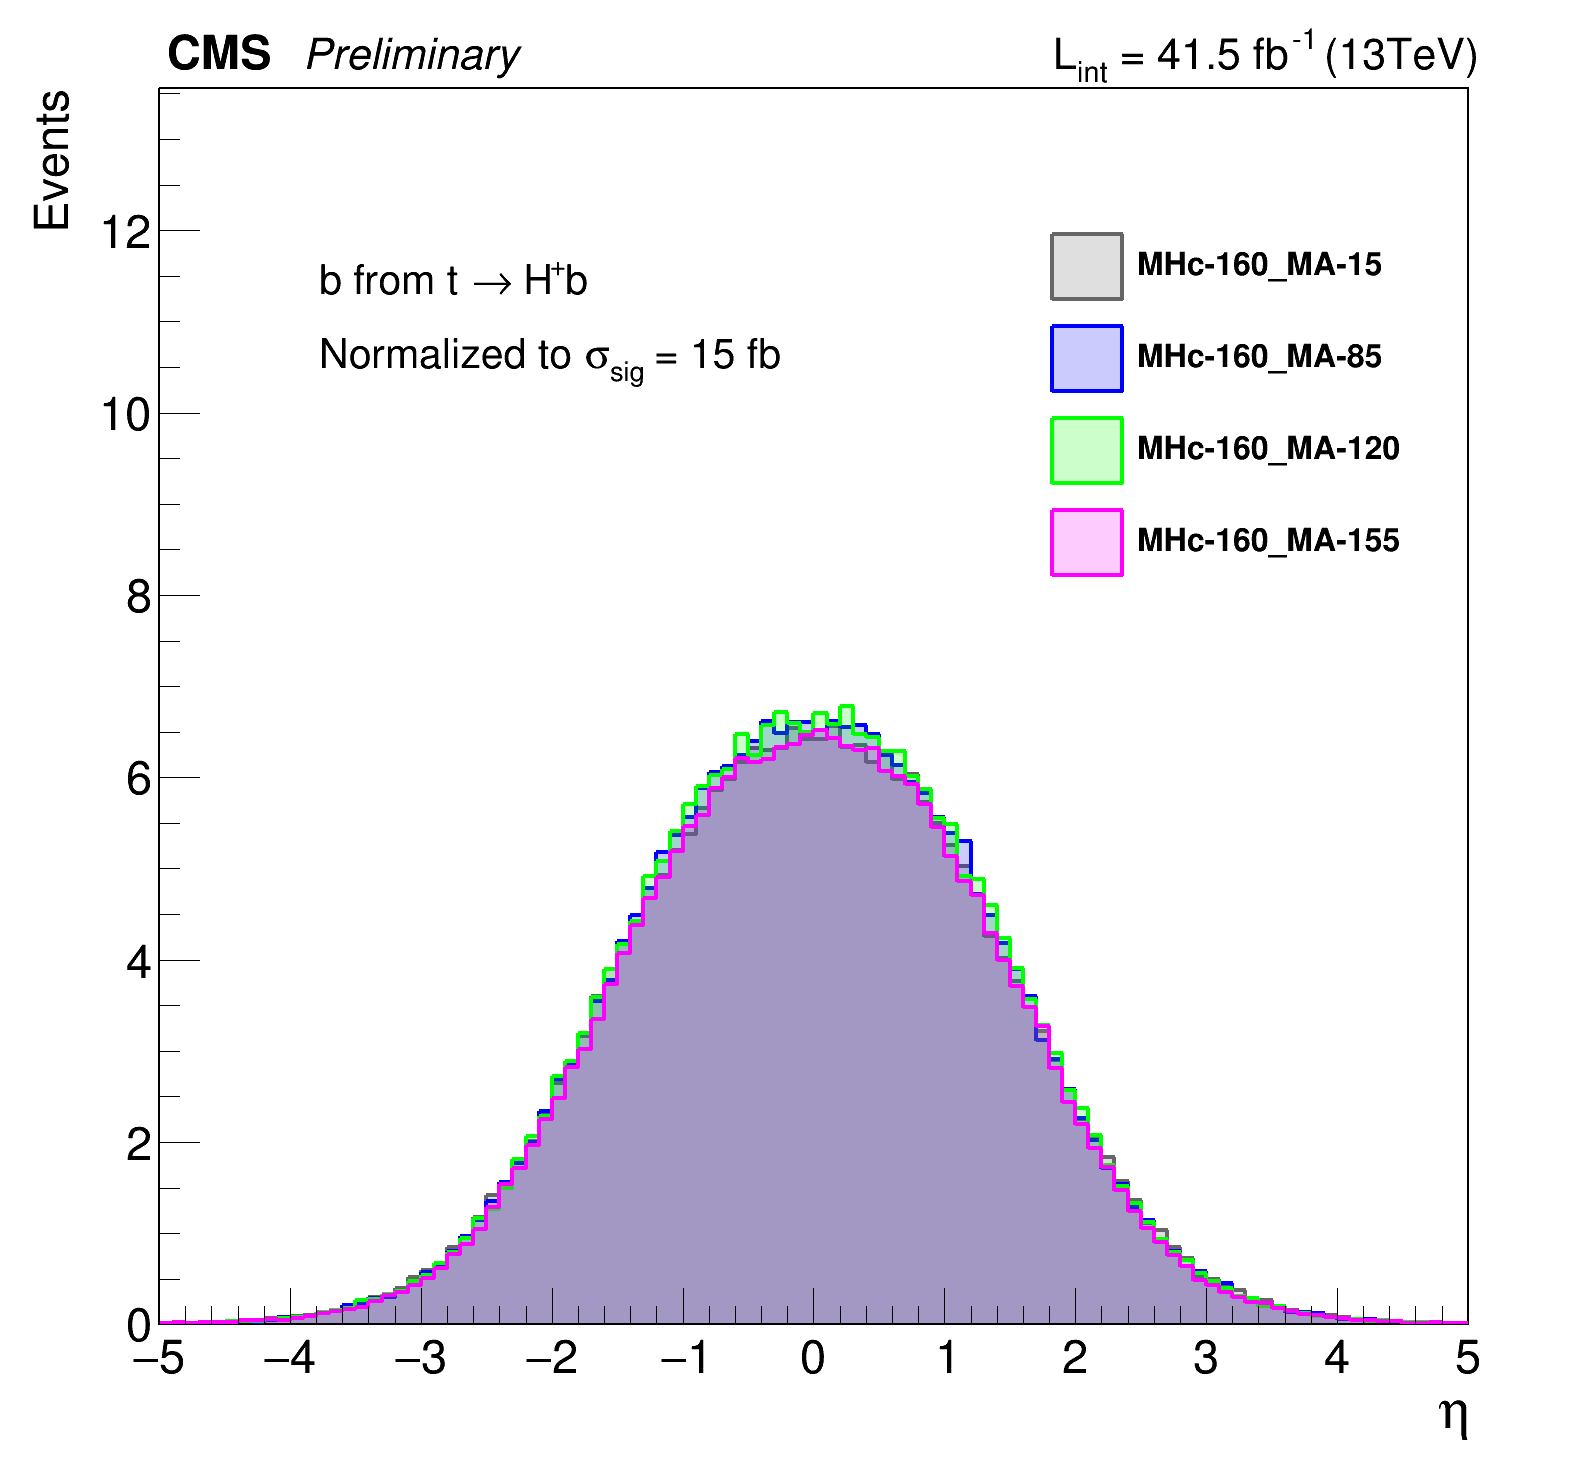 CMS Preliminary L_int = 41.5 fb⁻¹ (13TeV)
Events
b from t → H⁺b
Normalized to σ_sig = 15 fb
MHc-160_MA-15
MHc-160_MA-85
MHc-160_MA-120
MHc-160_MA-155
12
10
8
6
4
2
0
−5 −4 −3 −2 −1 0 1 2 3 4 5
η